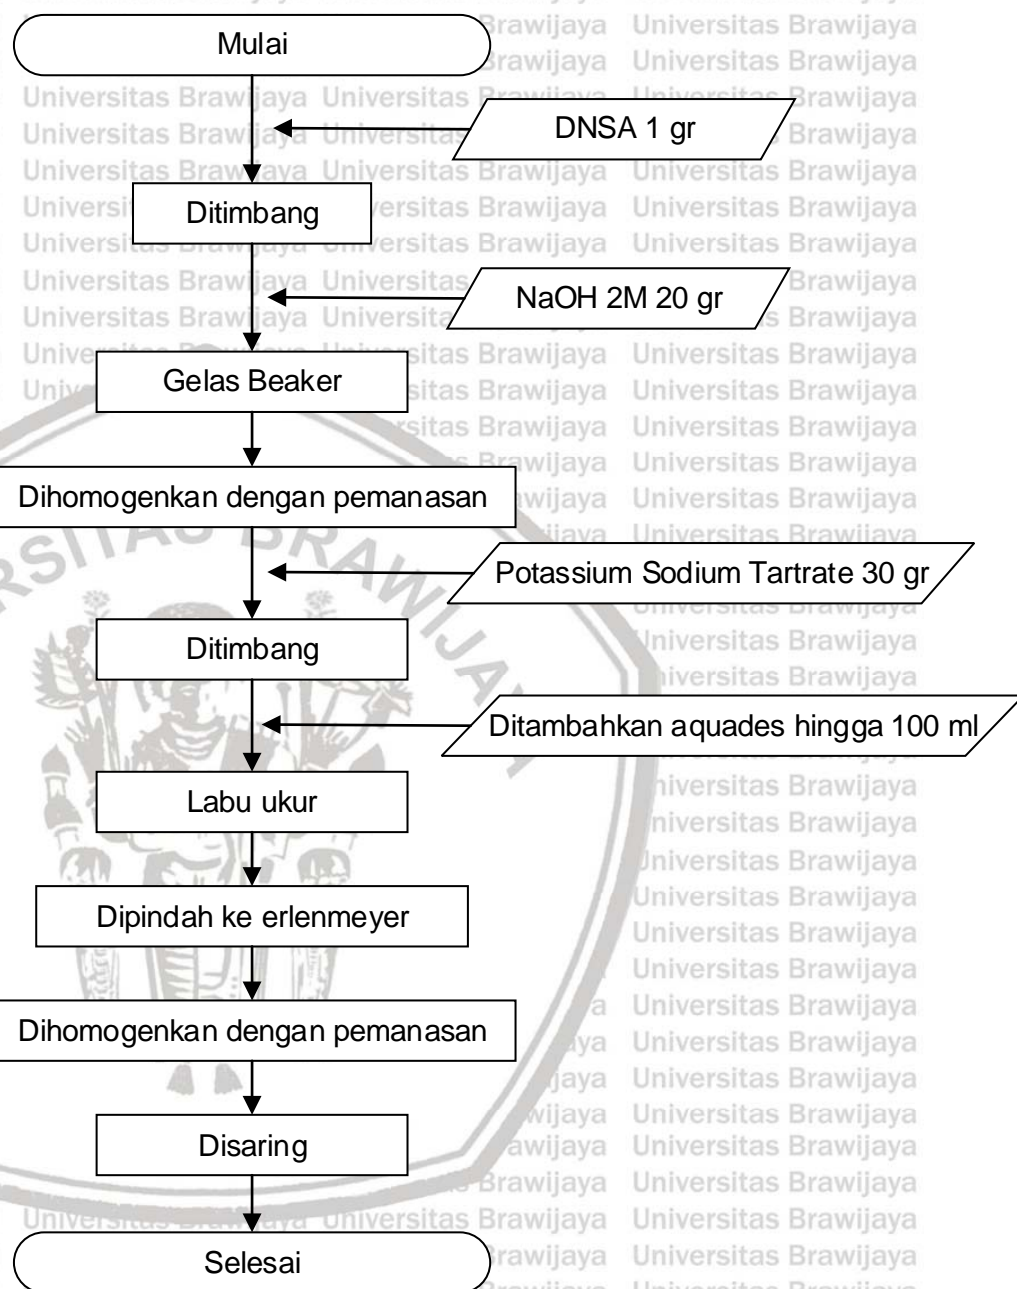 Mulai
DNSA 1 gr
Ditimbang
NaOH 2M 20 gr
Gelas Beaker
Dihomogenkan dengan pemanasan
Potassium Sodium Tartrate 30 gr
Ditimbang
Ditambahkan aquades hingga 100 ml
Labu ukur
Dipindah ke erlenmeyer
Dihomogenkan dengan pemanasan
Disaring
Selesai